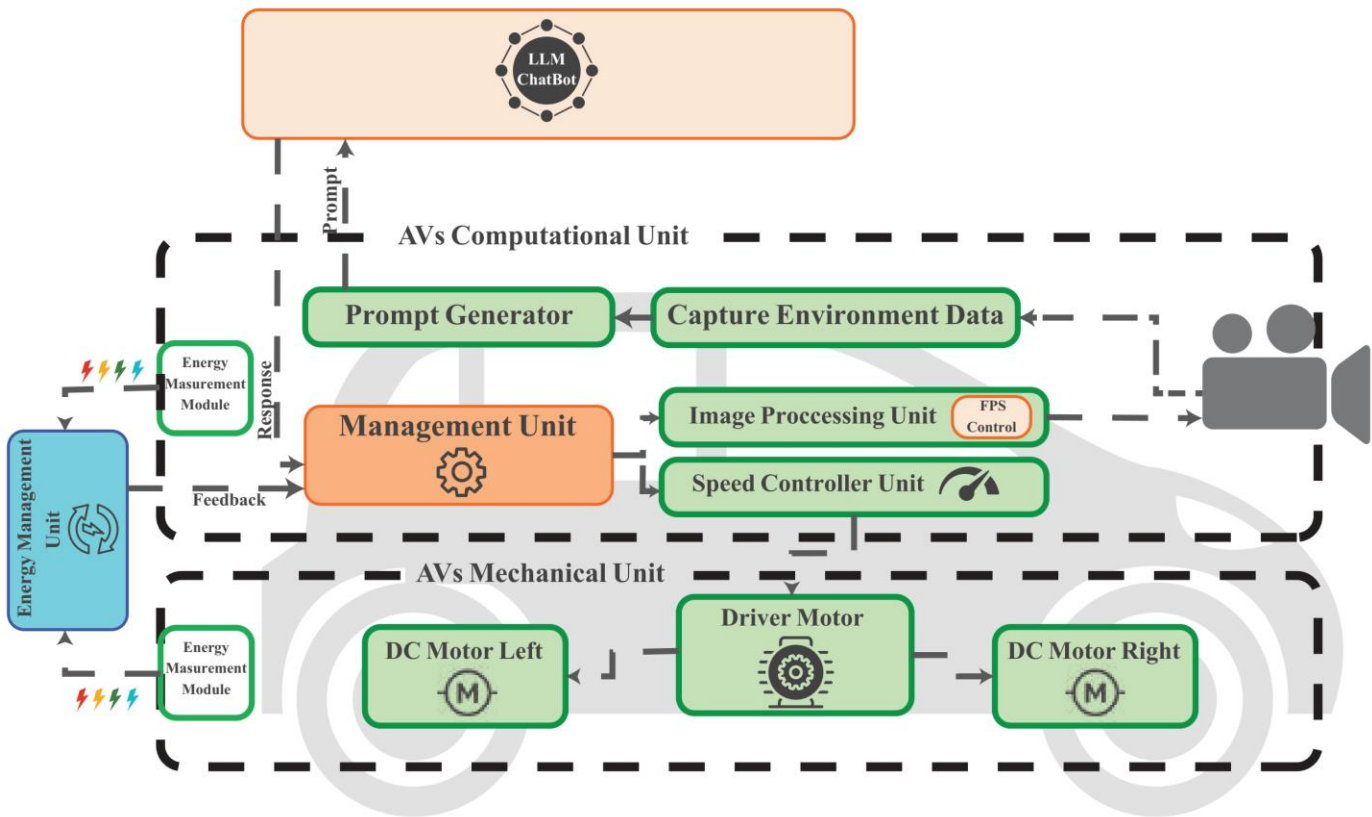 LLM
ChatBot
Prompt
AVs Computational Unit
Prompt Generator
Capture Environment Data
Energy
Masurement
Module
Response
Management Unit
Image Proccessing Unit
FPS
Control
Speed Controller Unit
Feedback
Energy Management
Unit
AVs Mechanical Unit
Energy
Masurement
Module
DC Motor Left
M
Driver Motor
DC Motor Right
M